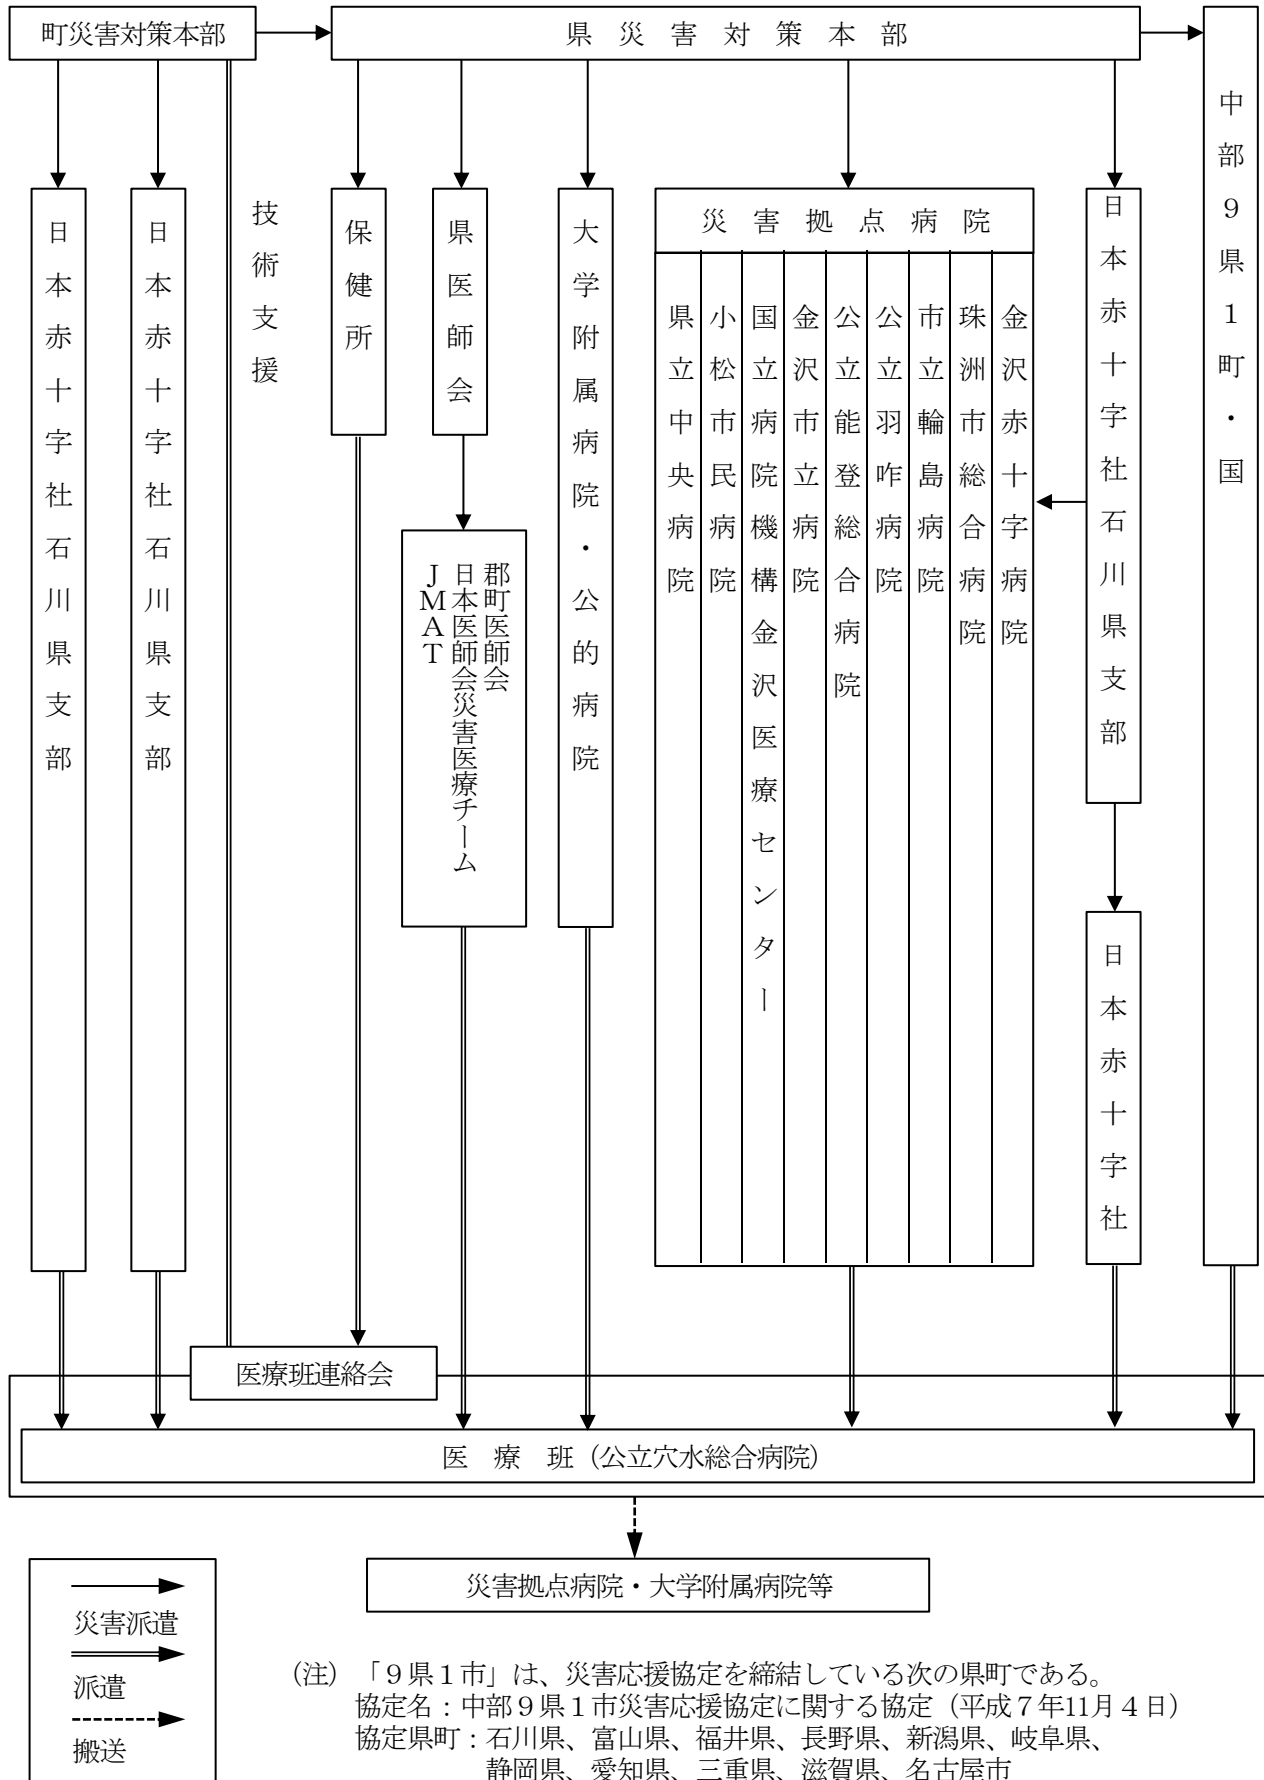 町災害対策本部
県災害対策本部
中部９県１町・国
日本赤十字社石川県支部
日本赤十字社石川県支部
技術支援
保健所
県医師会
大学附属病院・公的病院
災害拠点病院
県立中央病院
小松市民病院
国立病院機構金沢医療センター
金沢市立病院
公立能登総合病院
公立羽咋病院
市立輪島病院
珠洲市総合病院
金沢赤十字病院
日本赤十字社石川県支部
郡町医師会
日本医師会災害医療チーム
ＪＭＡＴ
日本赤十字社
医療班連絡会
医療班（公立穴水総合病院）
災害拠点病院・大学附属病院等
災害派遣
派遣
搬送
（注）「９県１市」は、災害応援協定を締結している次の県町である。
協定名：中部９県１市災害応援協定に関する協定（平成７年11月４日）
協定県町：石川県、富山県、福井県、長野県、新潟県、岐阜県、
静岡県、愛知県、三重県、滋賀県、名古屋市